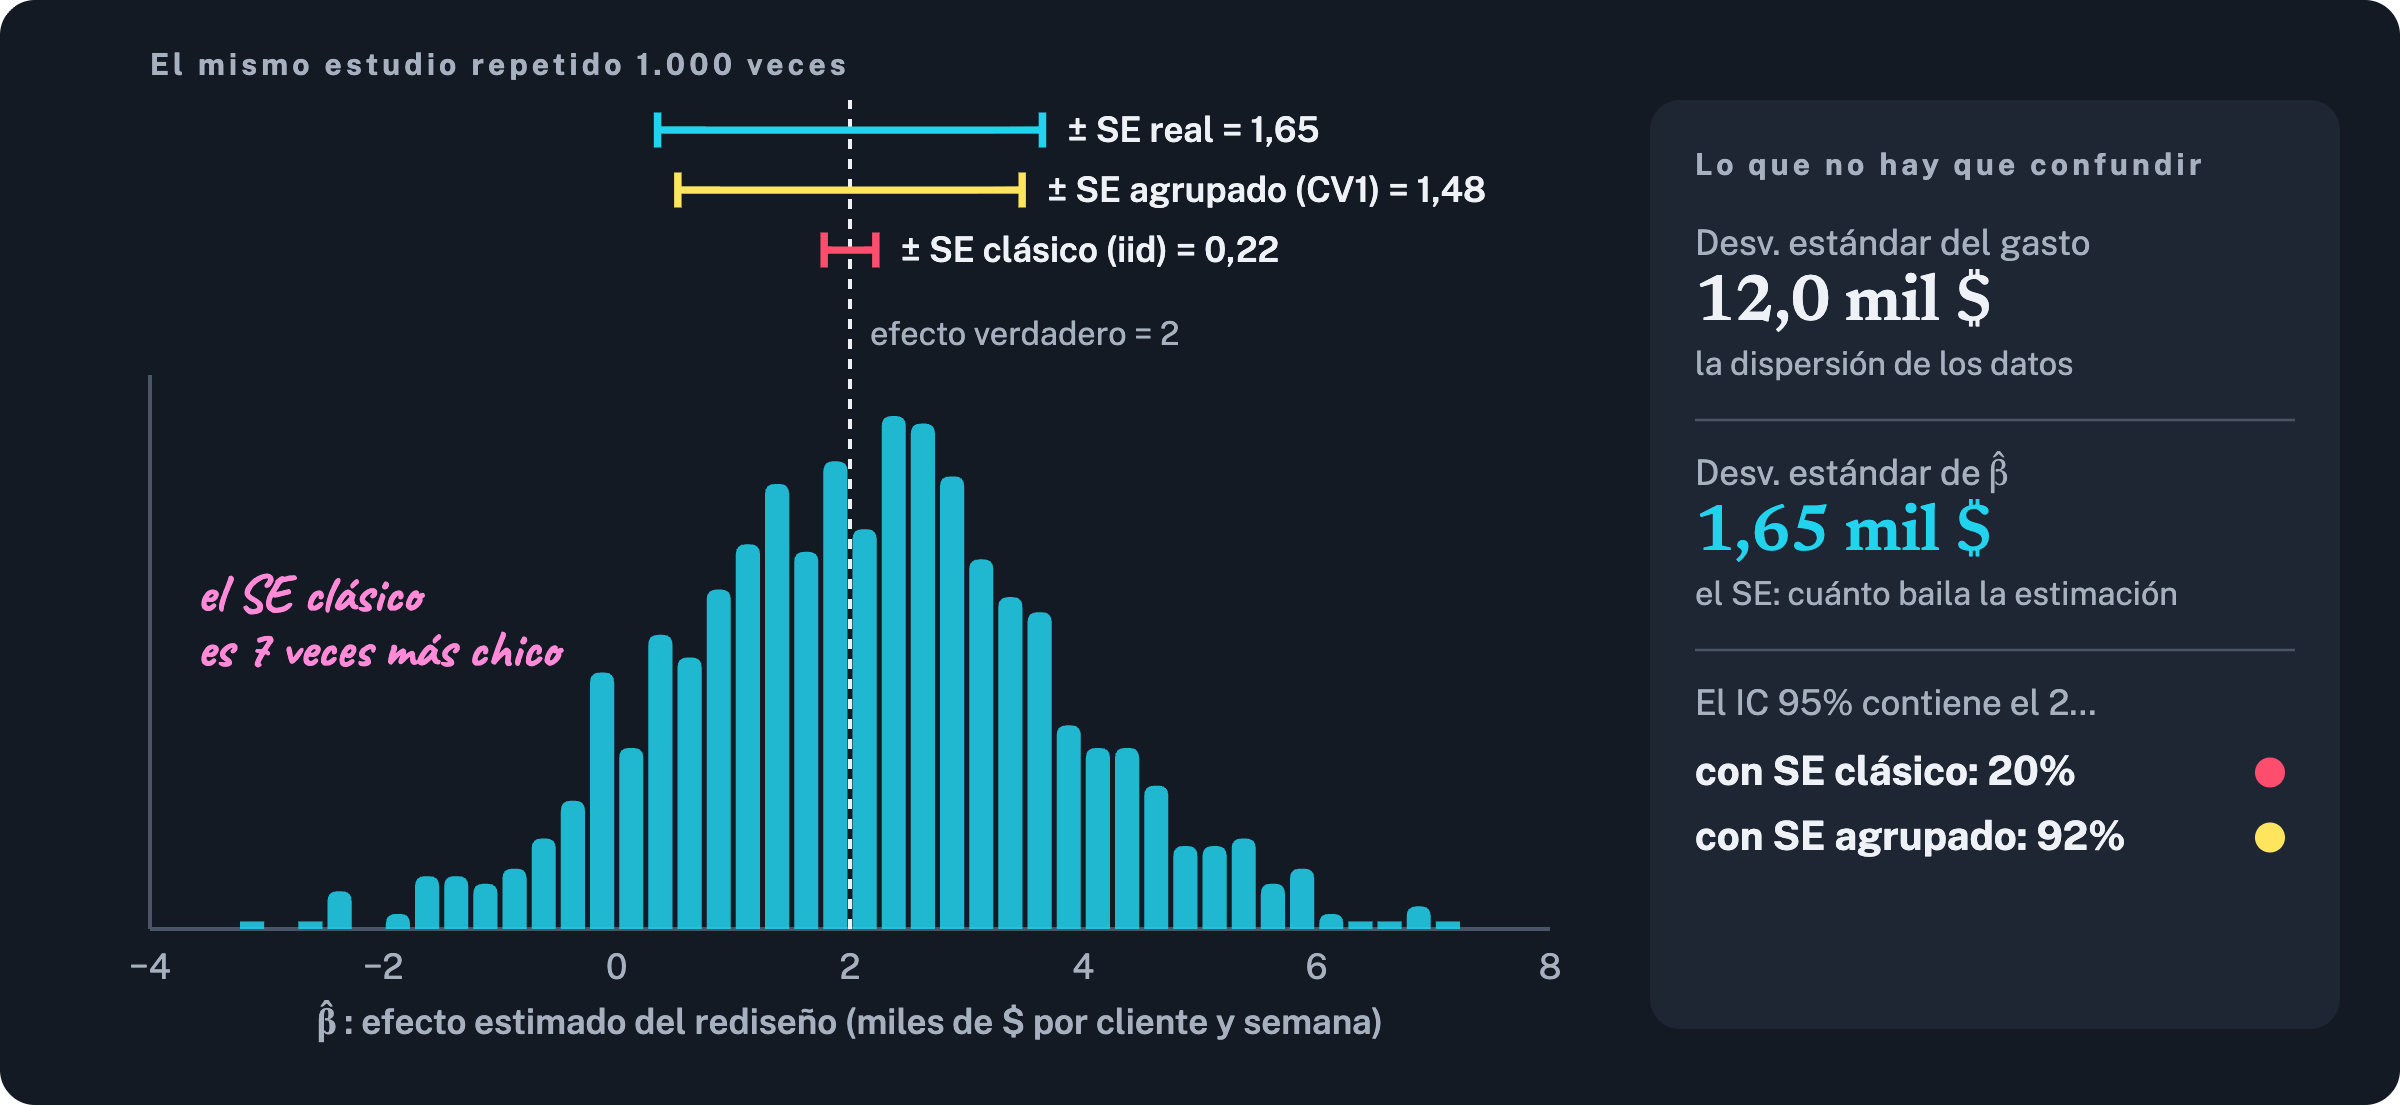 El mismo estudio repetido 1.000 veces
± SE real = 1,65
± SE agrupado (CV1) = 1,48
± SE clásico (iid) = 0,22
efecto verdadero = 2
el SE clásico
es 7 veces más chico
−4 −2 0 2 4 6 8
β̂ : efecto estimado del rediseño (miles de $ por cliente y semana)
Lo que no hay que confundir
Desv. estándar del gasto
12,0 mil $
la dispersión de los datos
Desv. estándar de β̂
1,65 mil $
el SE: cuánto baila la estimación
El IC 95% contiene el 2...
con SE clásico: 20%
con SE agrupado: 92%